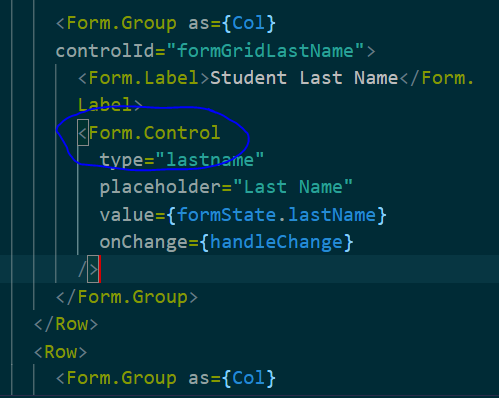 <Form.Group as={Col}
controlId="formGridLastName">
<Form.Label>Student Last Name</Form.
Label>
<Form.Control
type="lastname"
placeholder="Last Name"
value={formState.lastName}
onChange={handleChange}
/>
</Form.Group>
</Row>
<Row>
<Form.Group as={Col}